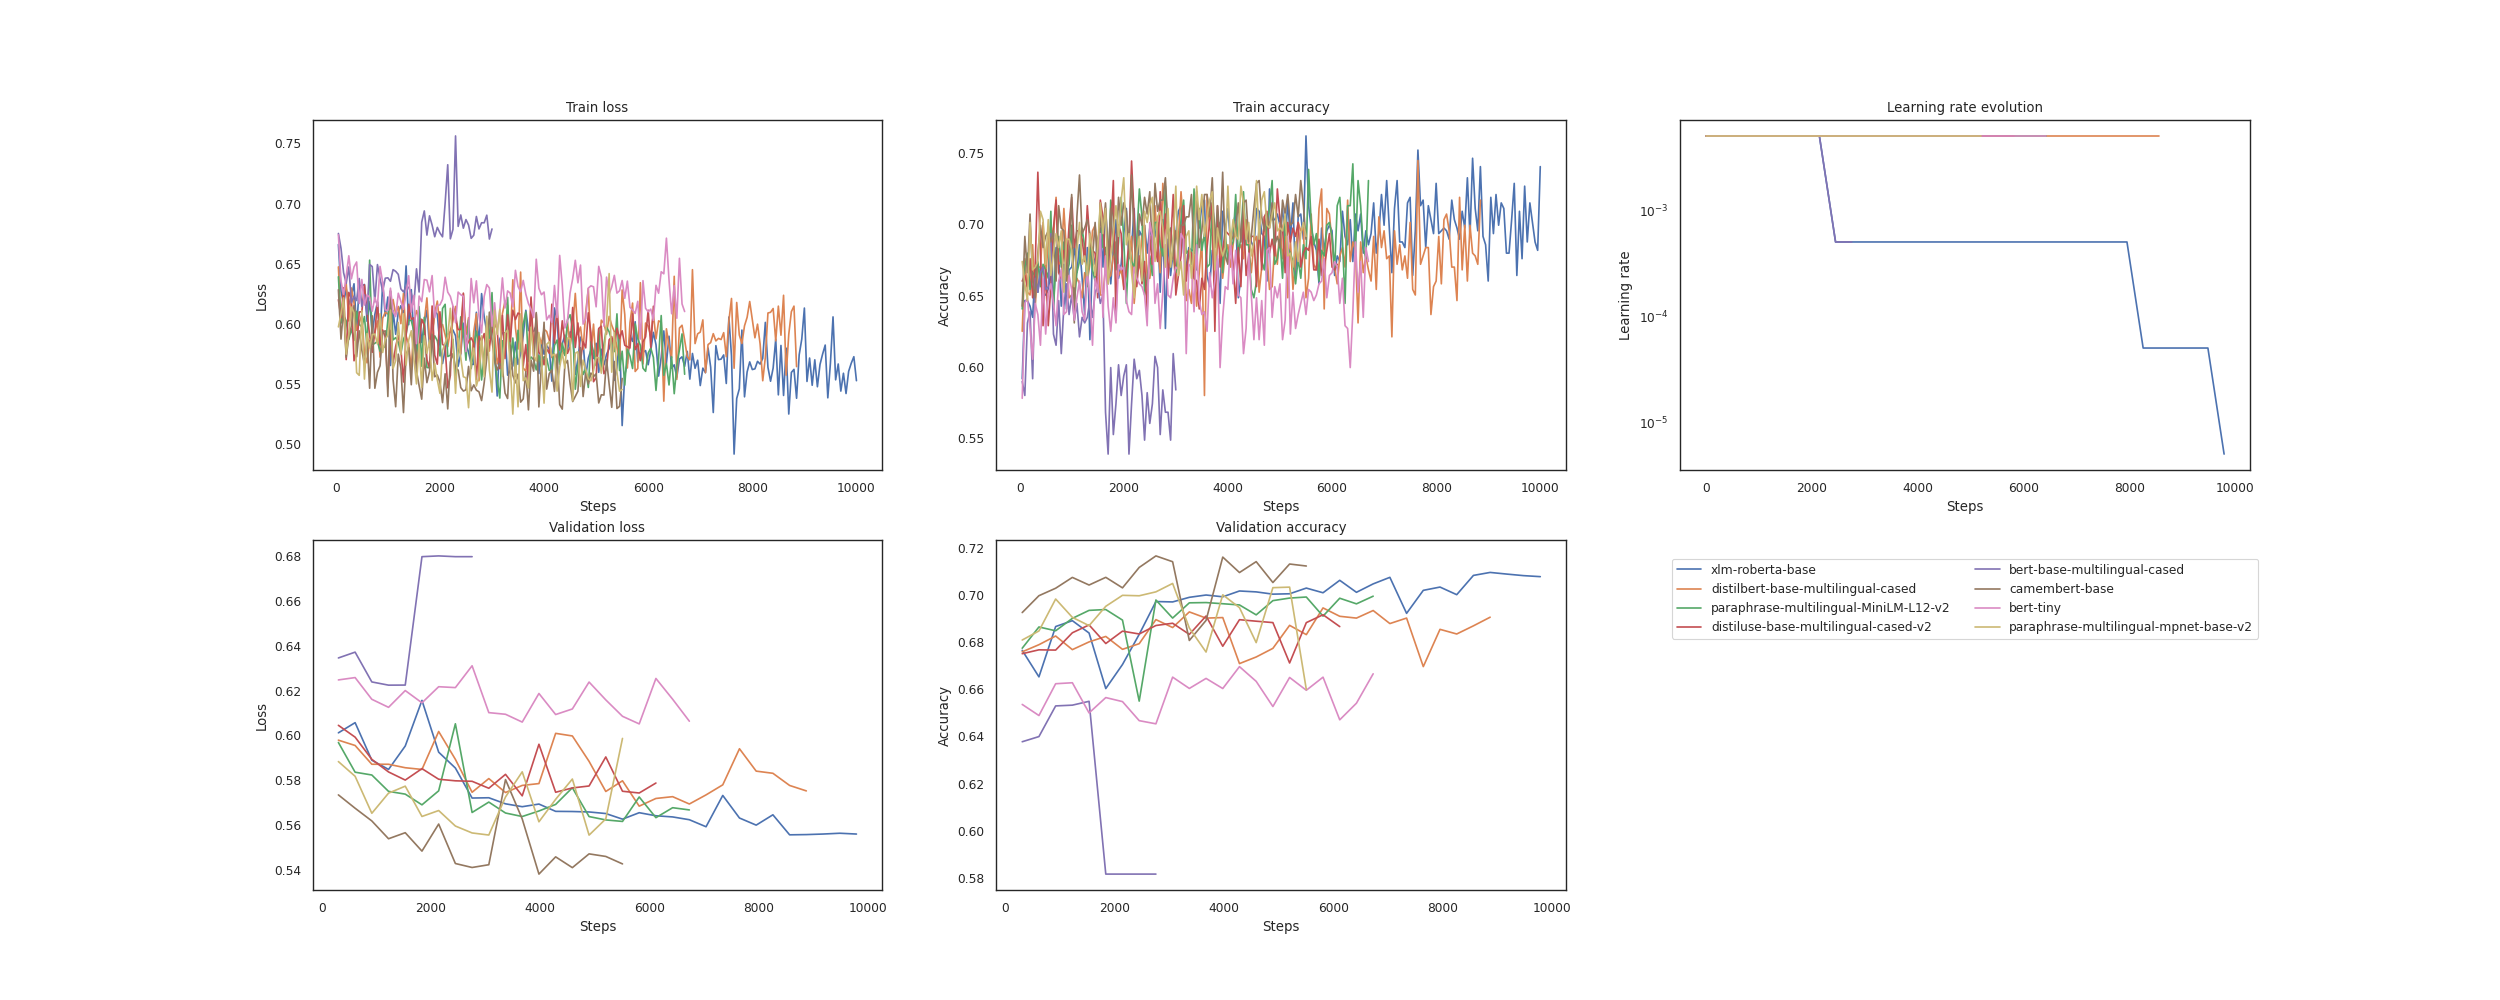 Train loss
Loss
0.75
0.70
0.65
0.60
0.55
0.50
0 2000 4000 6000 8000 10000
Steps
Train accuracy
Accuracy
0.75
0.70
0.65
0.60
0.55
0 2000 4000 6000 8000 10000
Steps
Learning rate evolution
Learning rate
10⁻³
10⁻⁴
10⁻⁵
0 2000 4000 6000 8000 10000
Steps
Validation loss
Loss
0.68
0.66
0.64
0.62
0.60
0.58
0.56
0.54
0 2000 4000 6000 8000 10000
Steps
Validation accuracy
Accuracy
0.72
0.70
0.68
0.66
0.64
0.62
0.60
0.58
0 2000 4000 6000 8000 10000
Steps
xlm-roberta-base
distilbert-base-multilingual-cased
paraphrase-multilingual-MiniLM-L12-v2
distiluse-base-multilingual-cased-v2
bert-base-multilingual-cased
camembert-base
bert-tiny
paraphrase-multilingual-mpnet-base-v2